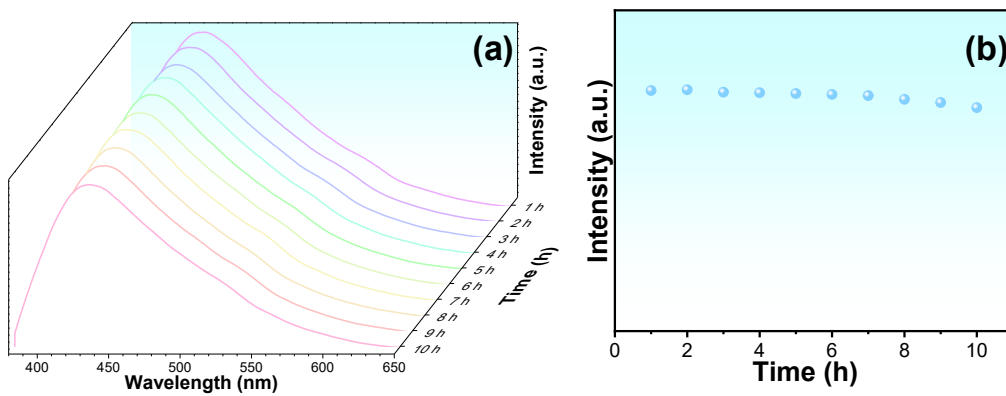 (a)
Intensity (a.u.)
1 h
2 h
3 h
4 h
5 h
6 h
7 h
8 h
9 h
10 h
Time (h)
400 450 500 550 600 650
Wavelength (nm)
(b)
Intensity (a.u.)
0 2 4 6 8 10
Time (h)